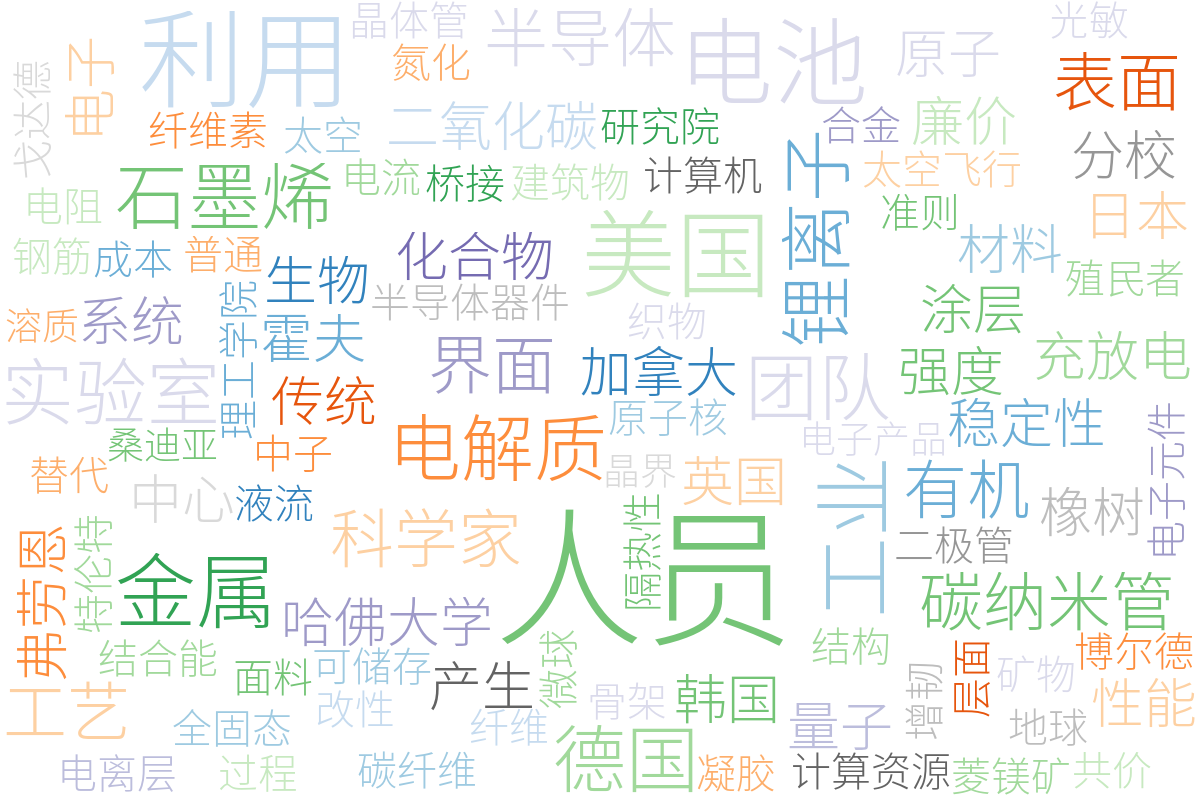 利用
晶体管
半导体
电池
原子
光敏
电子
氮化
表面
戈达德
纤维素
太空
二氧化碳
研究院
合金
廉价
分校
石墨烯
电流
桥接
建筑物
计算机
锂离子
太空飞行
电阻
准则
日本
钢筋
成本
普通
生物
化合物
美国
材料
殖民者
溶质
系统
理工学院
霍夫
半导体器件
织物
涂层
实验室
界面
加拿大
团队
强度
充放电
传统
原子核
电子产品
稳定性
桑迪亚
中子
电解质
晶界
英国
工业
有机
电子元件
替代
中心
液流
科学家
隔热性
橡树
弗劳恩
特伦特
金属
人员
二极管
碳纳米管
哈佛大学
结构
博尔德
结合能
面料
可储存
产生
微球
骨架
韩国
层面
矿物
性能
工艺
全固态
改性
纤维
德国
量子
增韧
地球
电离层
过程
碳纤维
凝胶
计算资源
菱镁矿
共价